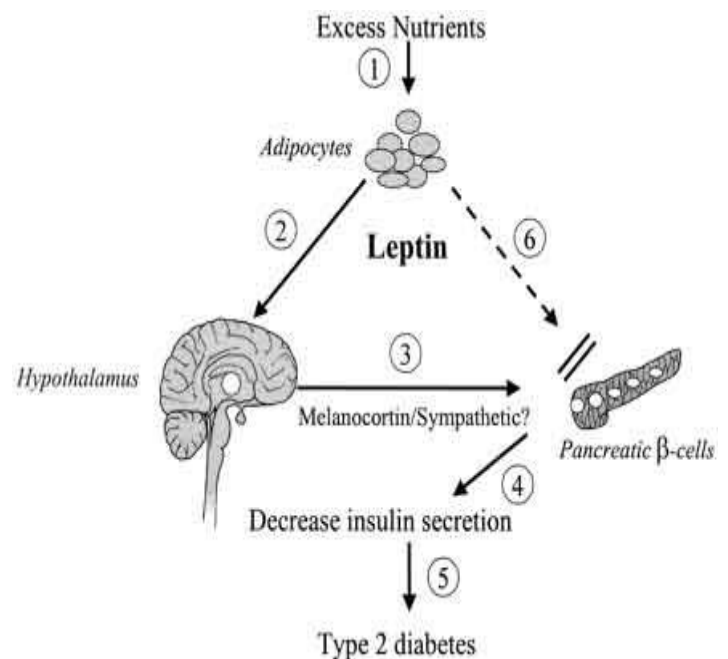 Excess Nutrients
1
Adipocytes
2
Leptin
6
Hypothalamus
3
Melanocortin/Sympathetic?
Pancreatic β-cells
4
Decrease insulin secretion
5
Type 2 diabetes